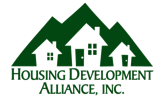 HOUSING DEVELOPMENT
ALLIANCE, INC.